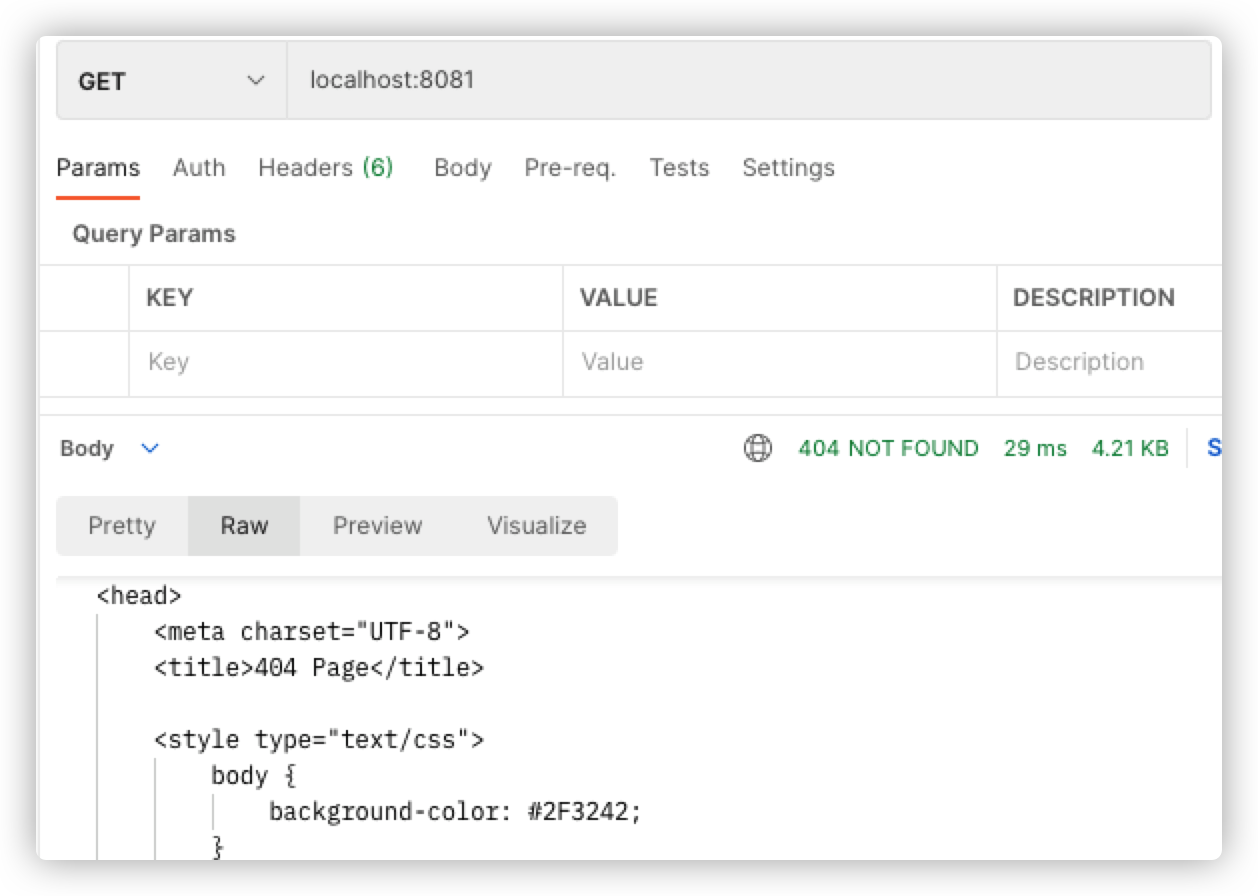 GET localhost:8081
Params Auth Headers (6) Body Pre-req. Tests Settings
Query Params
KEY VALUE DESCRIPTION
Key Value Description
Body 404 NOT FOUND 29 ms 4.21 KB S
Pretty Raw Preview Visualize
<head>
<meta charset="UTF-8">
<title>404 Page</title>
<style type="text/css">
body {
background-color: #2F3242;
}